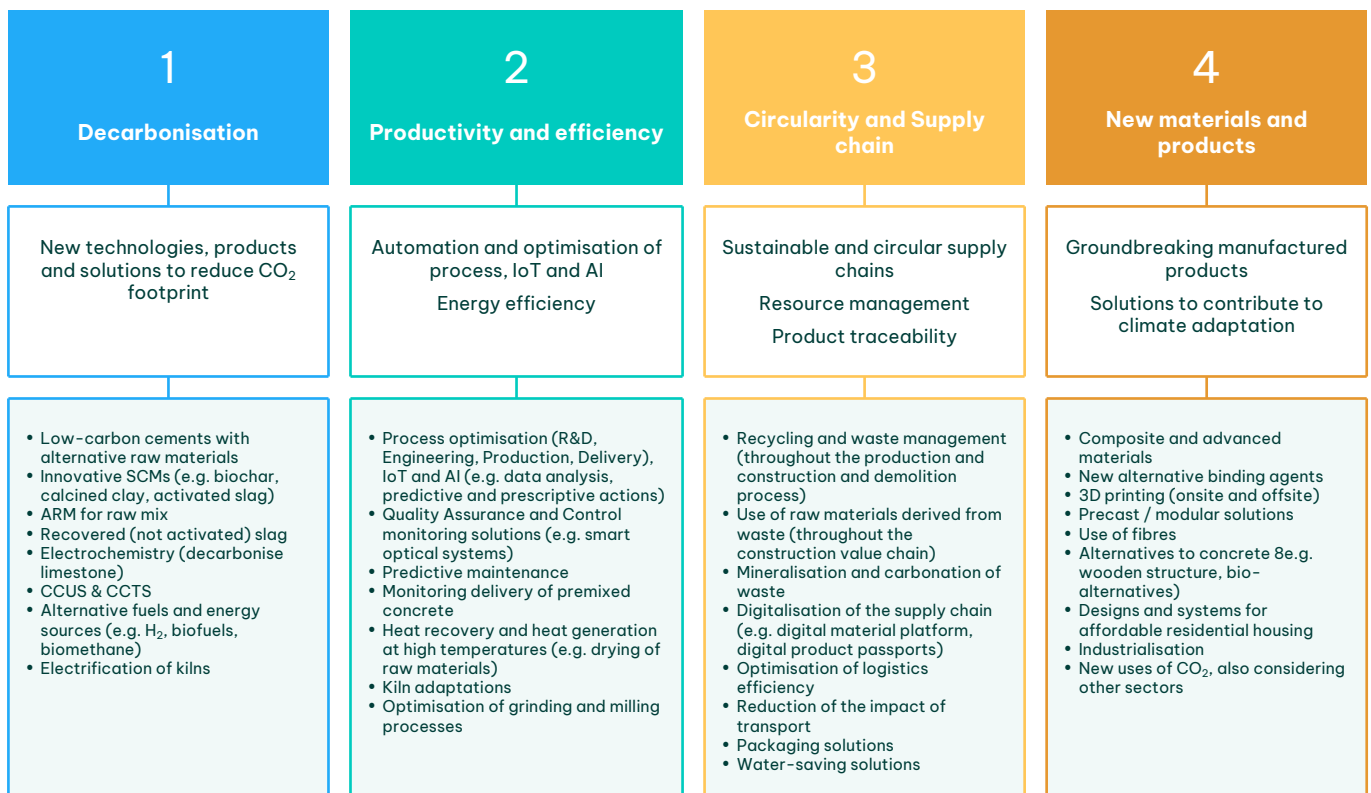 1
Decarbonisation
New technologies, products
and solutions to reduce CO₂
footprint
• Low-carbon cements with
alternative raw materials
• Innovative SCMs (e.g. biochar,
calcined clay, activated slag)
• ARM for raw mix
• Recovered (not activated) slag
• Electrochemistry (decarbonise
limestone)
• CCUS & CCTS
• Alternative fuels and energy
sources (e.g. H₂, biofuels,
biomethane)
• Electrification of kilns
2
Productivity and efficiency
Automation and optimisation of
process, IoT and AI
Energy efficiency
• Process optimisation (R&D,
Engineering, Production, Delivery),
IoT and AI (e.g. data analysis,
predictive and prescriptive actions)
• Quality Assurance and Control
monitoring solutions (e.g. smart
optical systems)
• Predictive maintenance
• Monitoring delivery of premixed
concrete
• Heat recovery and heat generation
at high temperatures (e.g. drying of
raw materials)
• Kiln adaptations
• Optimisation of grinding and milling
processes
3
Circularity and Supply
chain
Sustainable and circular supply
chains
Resource management
Product traceability
• Recycling and waste management
(throughout the production and
construction and demolition
process)
• Use of raw materials derived from
waste (throughout the
construction value chain)
• Mineralisation and carbonation of
waste
• Digitalisation of the supply chain
(e.g. digital material platform,
digital product passports)
• Optimisation of logistics
efficiency
• Reduction of the impact of
transport
• Packaging solutions
• Water-saving solutions
4
New materials and
products
Groundbreaking manufactured
products
Solutions to contribute to
climate adaptation
• Composite and advanced
materials
• New alternative binding agents
• 3D printing (onsite and offsite)
• Precast / modular solutions
• Use of fibres
• Alternatives to concrete 8e.g.
wooden structure, bio-
alternatives)
• Designs and systems for
affordable residential housing
• Industrialisation
• New uses of CO₂, also considering
other sectors